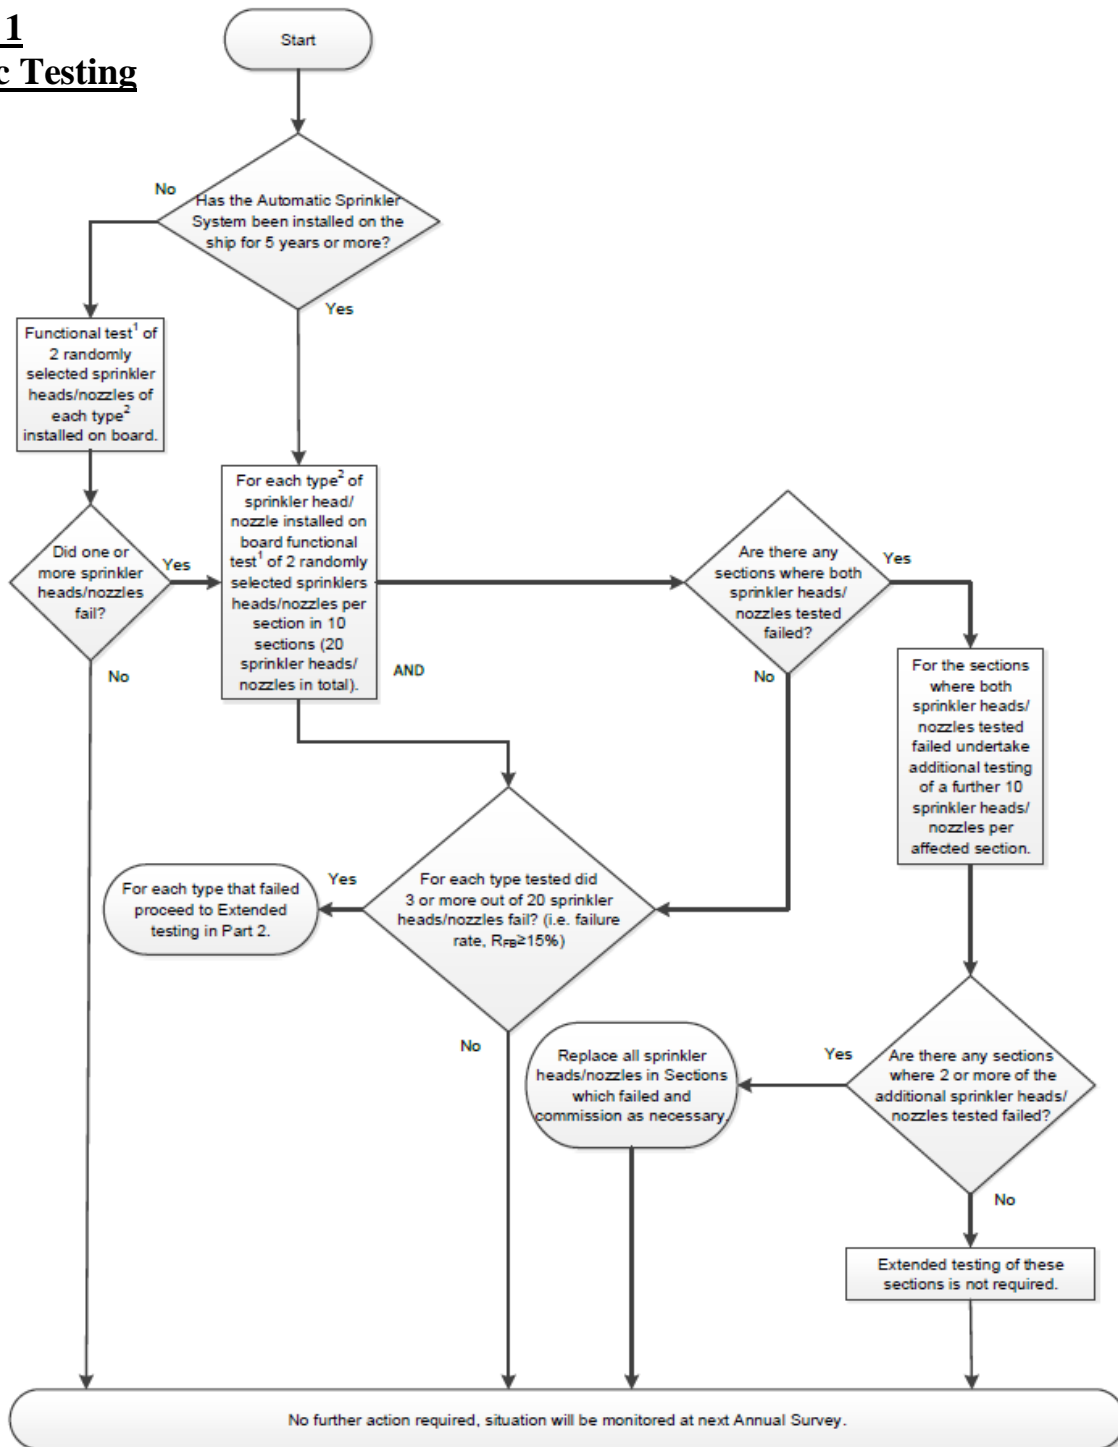 1
c Testing
Start
No
Has the Automatic Sprinkler
System been installed on the
ship for 5 years or more?
Yes
Functional test1 of
2 randomly
selected sprinkler
heads/nozzles of
each type2
installed on board.
Did one or
more sprinkler
heads/nozzles
fail?
Yes
No
For each type2 of
sprinkler head/
nozzle installed on
board functional
test1 of 2 randomly
selected sprinklers
heads/nozzles per
section in 10
sections (20
sprinkler heads/
nozzles in total).
AND
Are there any
sections where both
sprinkler heads/
nozzles tested
failed?
Yes
No
For the sections
where both
sprinkler heads/
nozzles tested
failed undertake
additional testing
of a further 10
sprinkler heads/
nozzles per
affected section.
For each type tested did
3 or more out of 20 sprinkler
heads/nozzles fail? (i.e. failure
rate, RFB≥15%)
Yes
For each type that failed
proceed to Extended
testing in Part 2.
No
Replace all sprinkler
heads/nozzles in Sections
which failed and
commission as necessary.
Yes
Are there any sections
where 2 or more of the
additional sprinkler heads/
nozzles tested failed?
No
Extended testing of these
sections is not required.
No further action required, situation will be monitored at next Annual Survey.